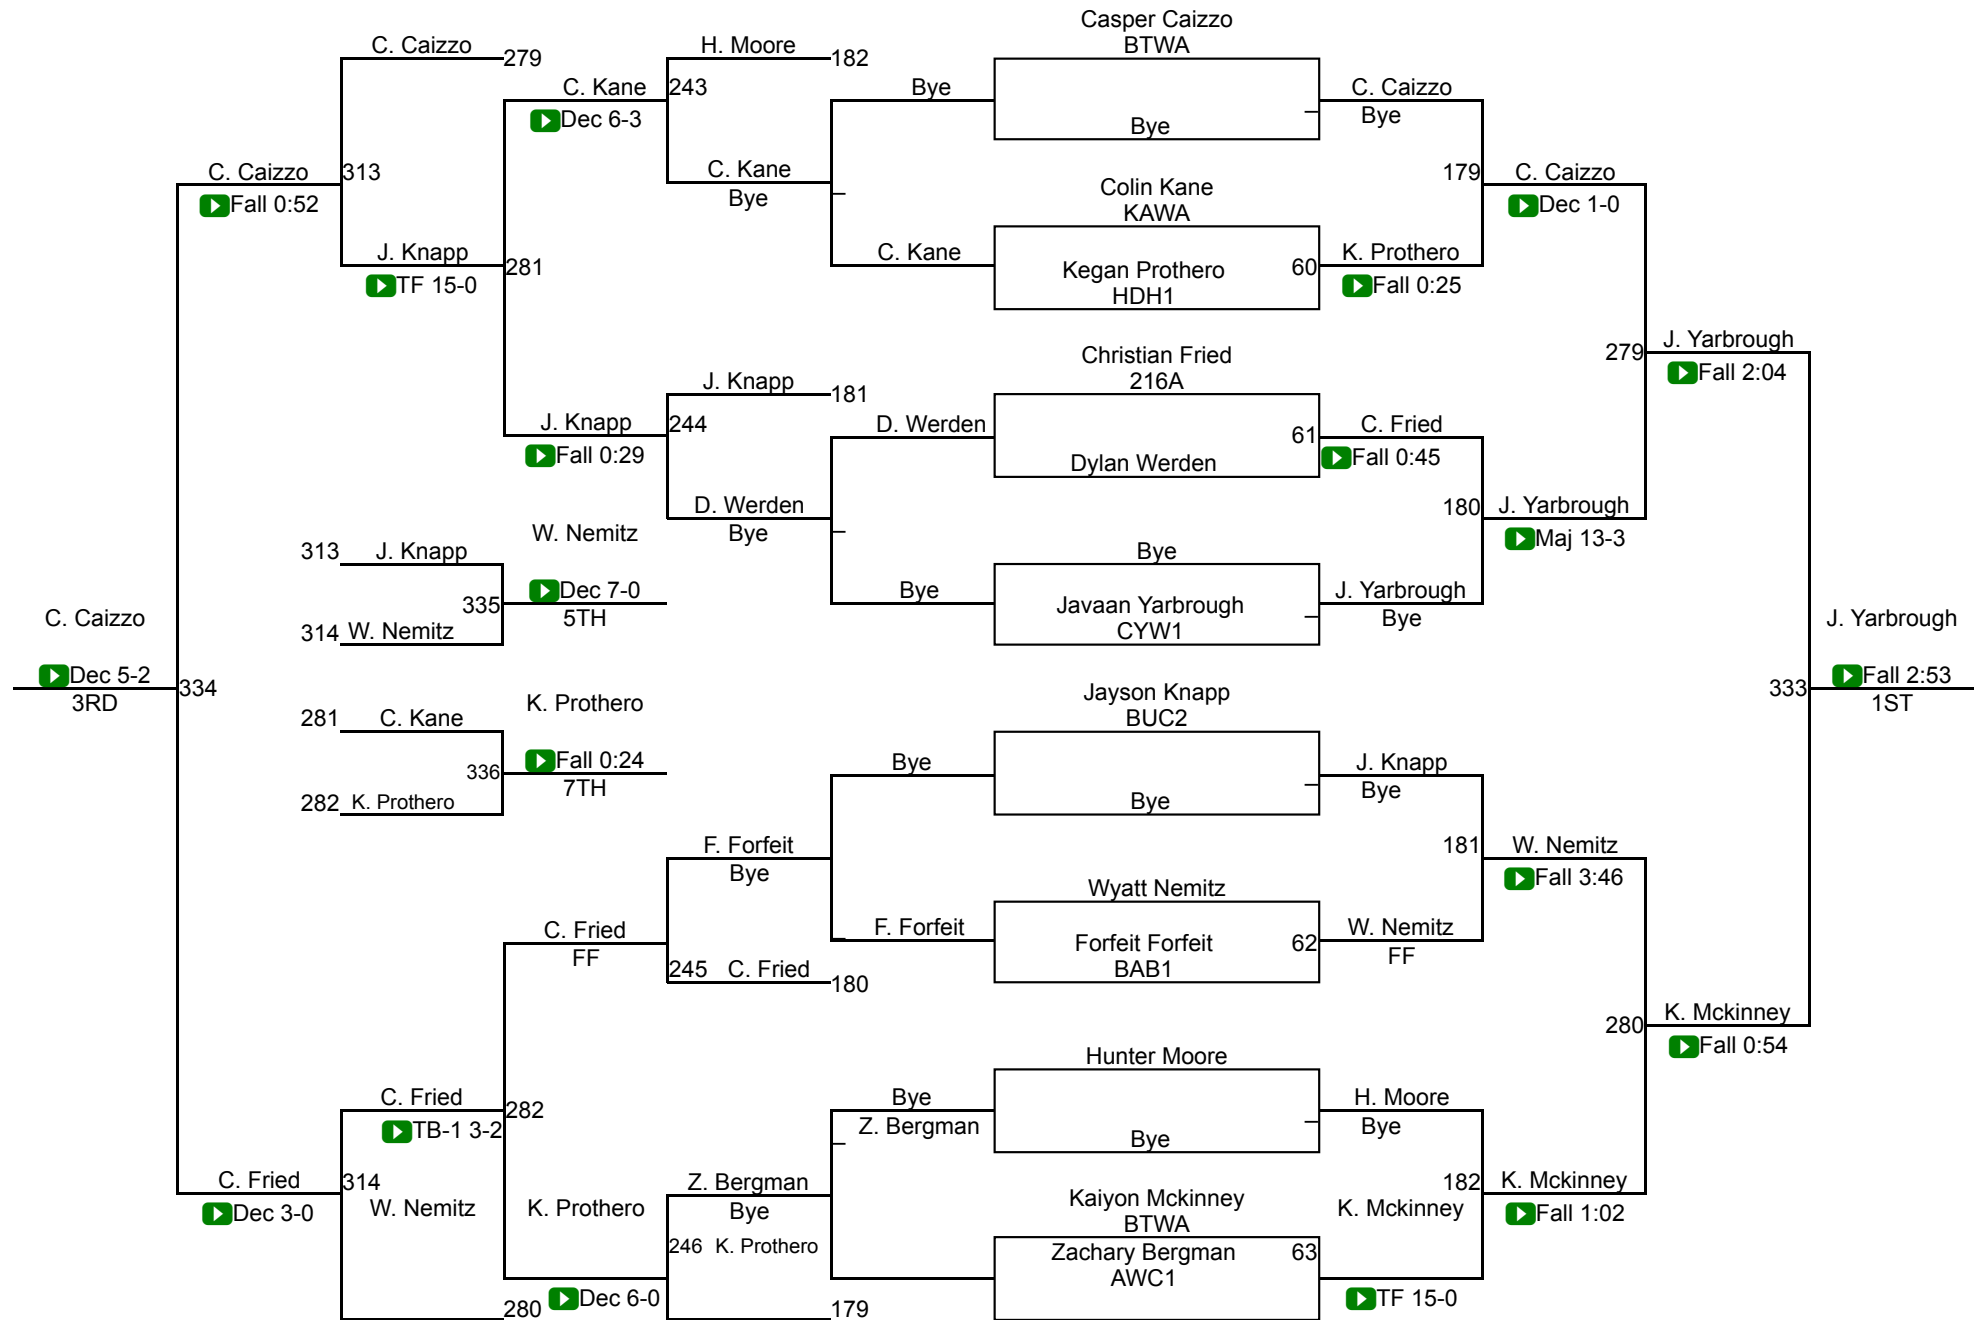 Casper Caizzo
BTWA
C. Caizzo
279
H. Moore
182
C. Kane
243
Dec 6-3
Bye
Bye
C. Caizzo
Bye
C. Caizzo
313
Fall 0:52
C. Kane
Bye
179
C. Caizzo
Dec 1-0
Colin Kane
KAWA
J. Knapp
281
TF 15-0
C. Kane
Kegan Prothero
HDH1
60
K. Prothero
Fall 0:25
Christian Fried
216A
279
J. Yarbrough
Fall 2:04
J. Knapp
181
J. Knapp
244
Fall 0:29
D. Werden
Dylan Werden
61
C. Fried
Fall 0:45
D. Werden
Bye
180
J. Yarbrough
Maj 13-3
W. Nemitz
313
J. Knapp
335
Dec 7-0
5TH
314
W. Nemitz
Bye
Bye
Javaan Yarbrough
CYW1
J. Yarbrough
Bye
C. Caizzo
Dec 5-2
3RD
334
J. Yarbrough
333
Fall 2:53
1ST
K. Prothero
281
C. Kane
336
Fall 0:24
7TH
282
K. Prothero
Jayson Knapp
BUC2
Bye
Bye
J. Knapp
Bye
F. Forfeit
Bye
181
W. Nemitz
Fall 3:46
Wyatt Nemitz
C. Fried
FF
F. Forfeit
Forfeit Forfeit
BAB1
62
W. Nemitz
FF
245
C. Fried
180
280
K. Mckinney
Fall 0:54
Hunter Moore
C. Fried
282
TB-1 3-2
Bye
Z. Bergman
Bye
H. Moore
Bye
C. Fried
314
Dec 3-0
W. Nemitz
K. Prothero
Z. Bergman
Bye
Kaiyon Mckinney
BTWA
K. Mckinney
182
K. Mckinney
Fall 1:02
246
K. Prothero
Zachary Bergman
AWC1
63
280
Dec 6-0
179
TF 15-0